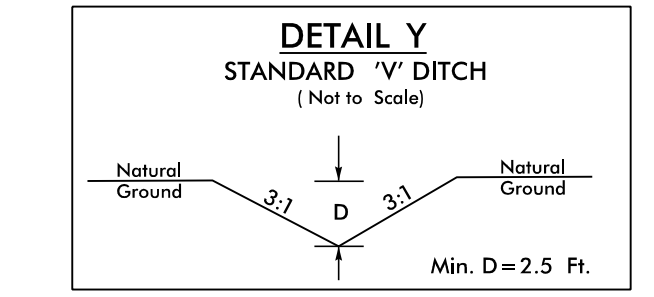 DETAIL Y
STANDARD 'V' DITCH
( Not to Scale)
Natural
Ground
3:1
D
3:1
Natural
Ground
Min. D=2.5 Ft.